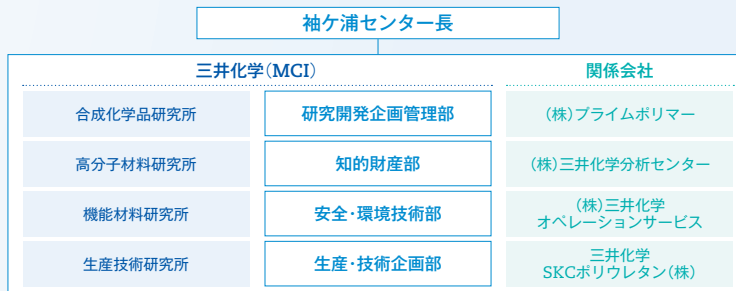 袖ケ浦センター長
三井化学(MCI)
関係会社
合成化学品研究所
研究開発企画管理部
(株)プライムポリマー
高分子材料研究所
知的財産部
(株)三井化学分析センター
機能材料研究所
安全・環境技術部
(株)三井化学
オペレーションサービス
生産技術研究所
生産・技術企画部
三井化学
SKCポリウレタン(株)